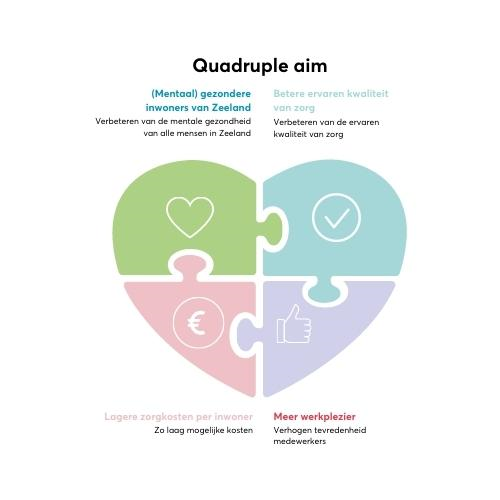 Quadruple aim
(Mentaal) gezondere
inwoners van Zeeland
Verbeteren van de mentale gezondheid
van alle mensen in Zeeland
Betere ervaren kwaliteit
van zorg
Verbeteren van de ervaren
kwaliteit van zorg
€
Lagere zorgkosten per inwoner
Zo laag mogelijke kosten
Meer werkplezier
Verhogen tevredenheid
medewerkers